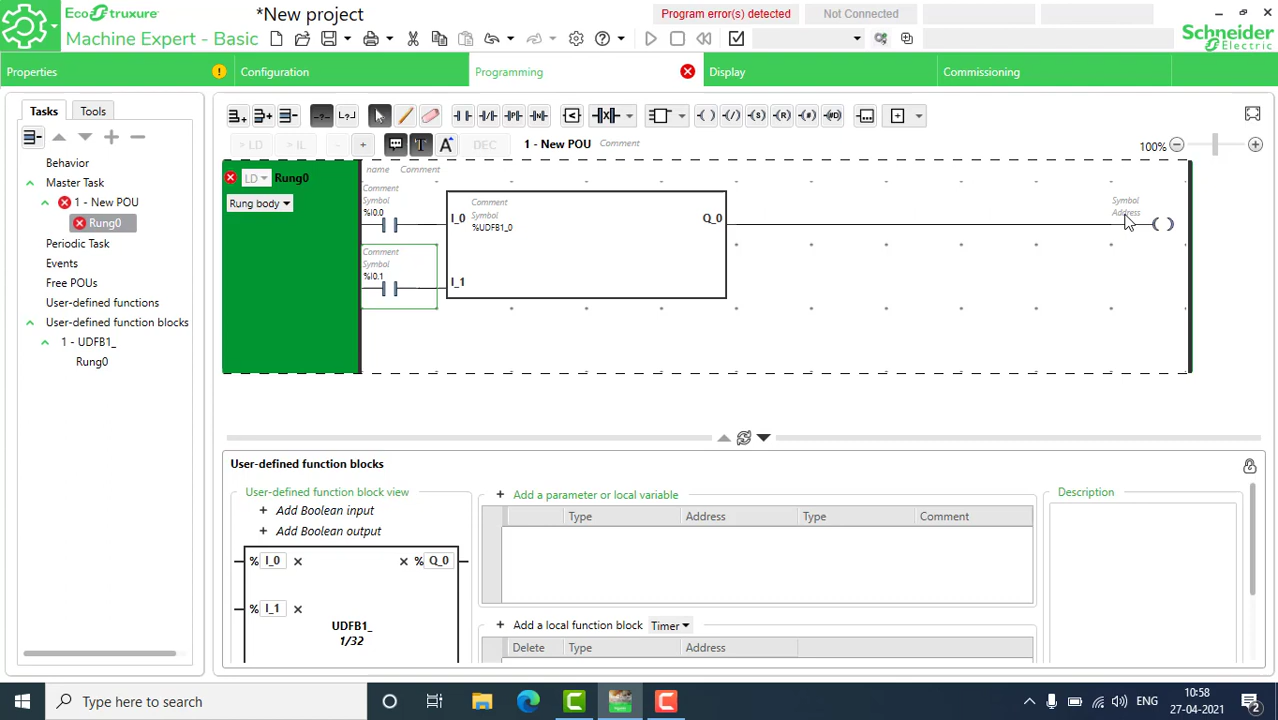 EcoStruxure
*New project
Program error(s) detected
Not Connected
Machine Expert - Basic
Schneider
Electric
Properties
Configuration
Programming
Display
Commissioning
Tasks
Tools
Behavior
Master Task
1 - New POU
Rung0
Periodic Task
Events
Free POUs
User-defined functions
User-defined function blocks
1 - UDFB1_
Rung0
> LD
> IL
T
A
DEC
1 - New POU
Comment
100%
LD
Rung0
Rung body
name
Comment
Comment
Symbol
%I0.0
I_0
Comment
Symbol
%UDFB1_0
Q_0
Symbol
Address
Comment
Symbol
%I0.1
I_1
User-defined function blocks
User-defined function block view
+ Add Boolean input
+ Add Boolean output
% I_0 ×
× % Q_0
% I_1 ×
UDFB1_
1/32
+ Add a parameter or local variable
Type
Address
Type
Comment
+ Add a local function block
Timer
Delete
Type
Address
Description
Type here to search
ENG
10:58
27-04-2021
2